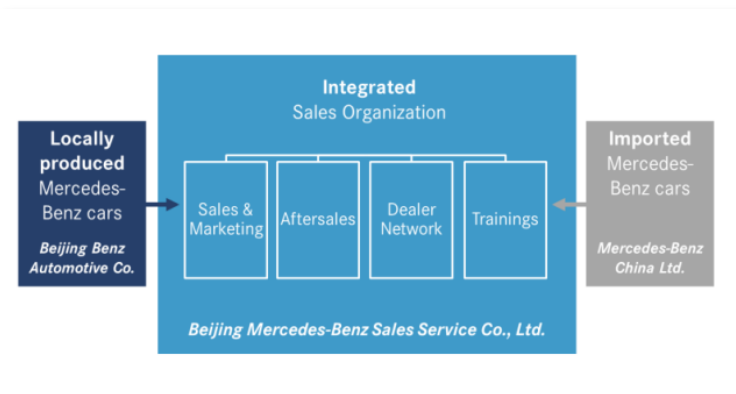 Integrated
Sales Organization
Locally
produced
Mercedes-
Benz cars
Beijing Benz
Automotive Co.
Sales &
Marketing
Aftersales
Dealer
Network
Trainings
Imported
Mercedes-
Benz cars
Mercedes-Benz
China Ltd.
Beijing Mercedes-Benz Sales Service Co., Ltd.